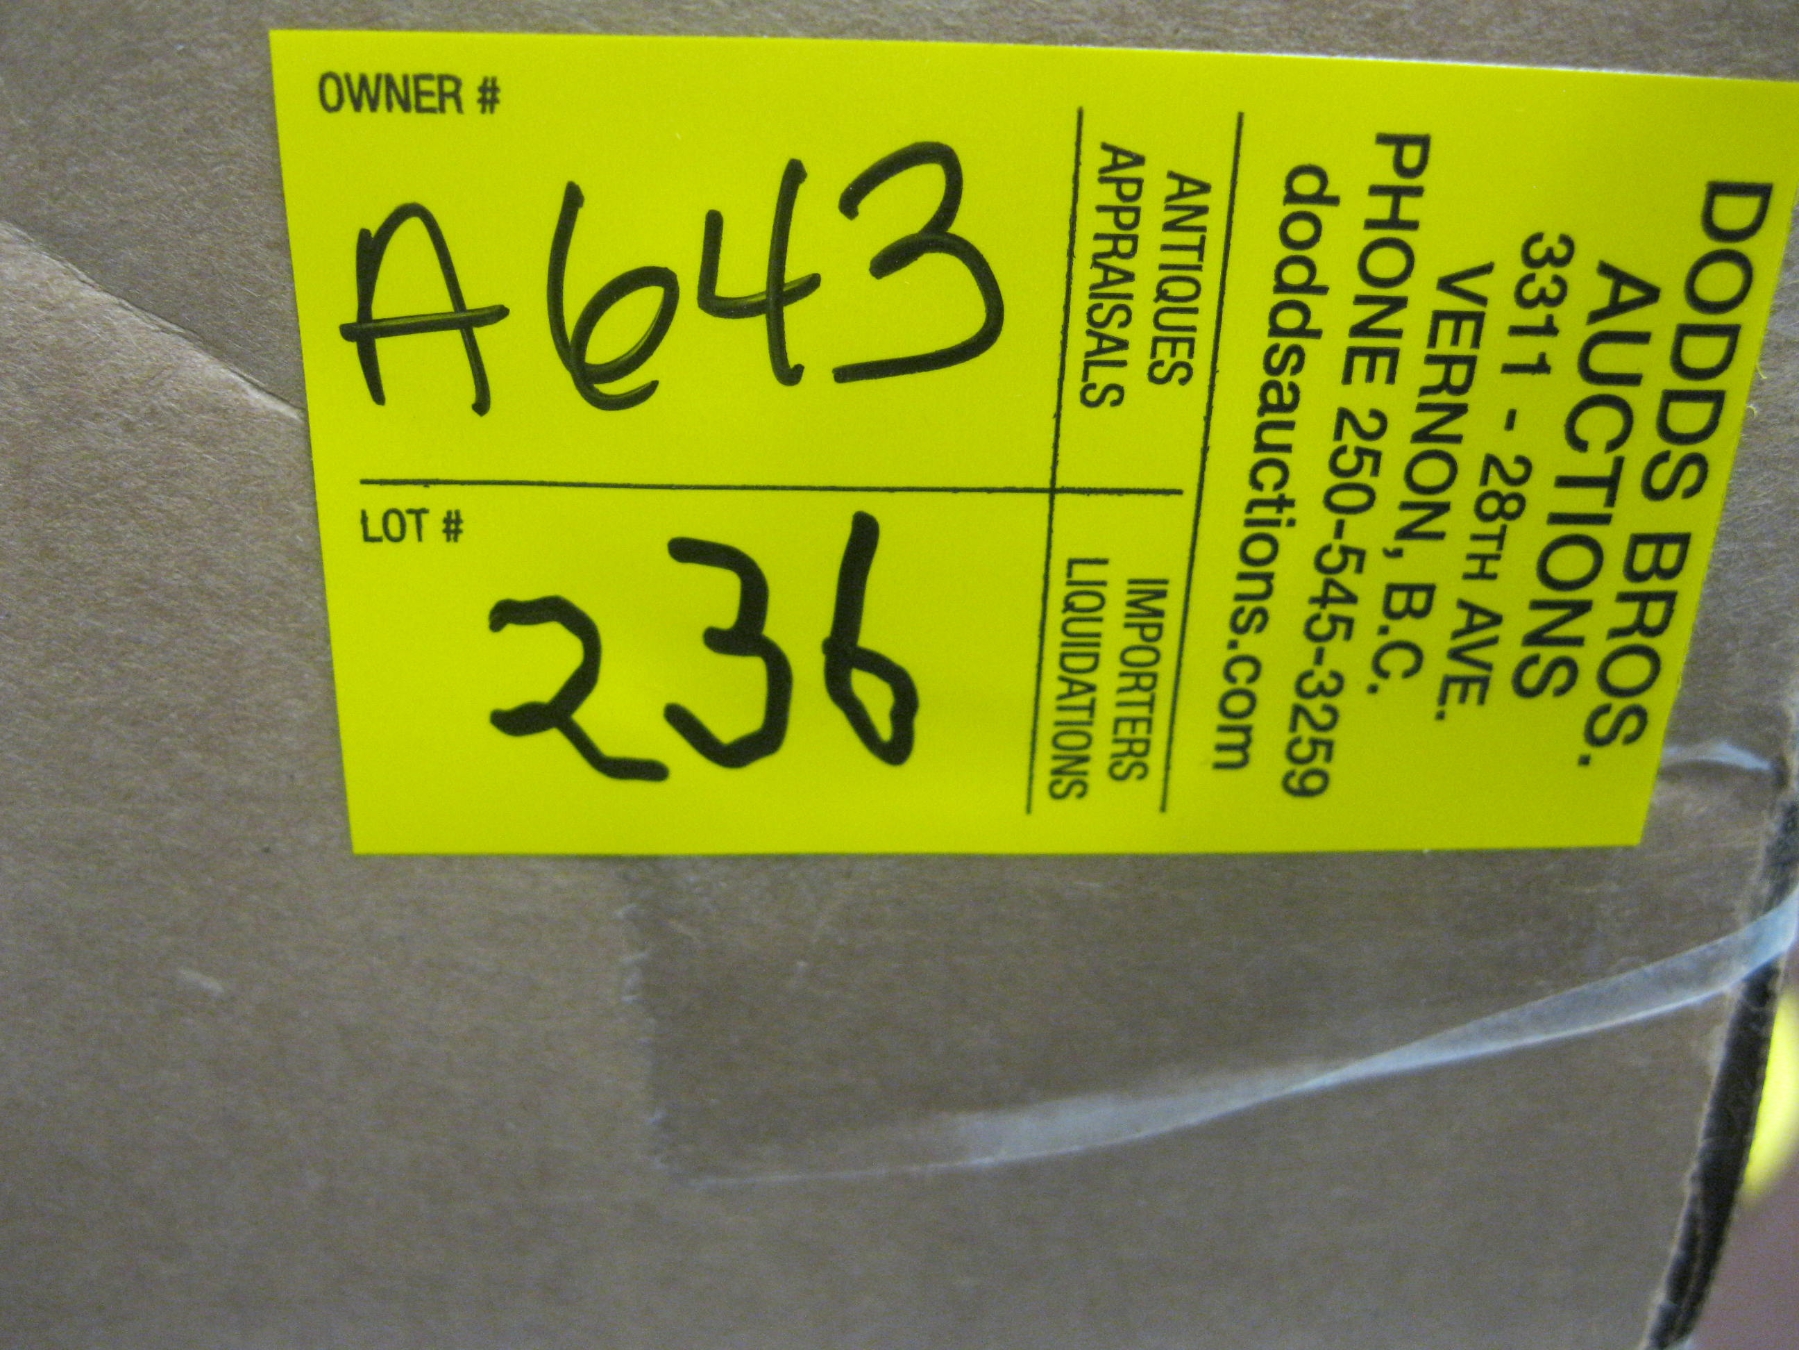 OWNER #
A643
LOT #
236
ANTIQUES
APPRAISALS
IMPORTERS
LIQUIDATIONS
DODDS BROS.
AUCTIONS
3311 - 28TH AVE.
VERNON, B.C.
PHONE 250-545-3259
doddsauctions.com